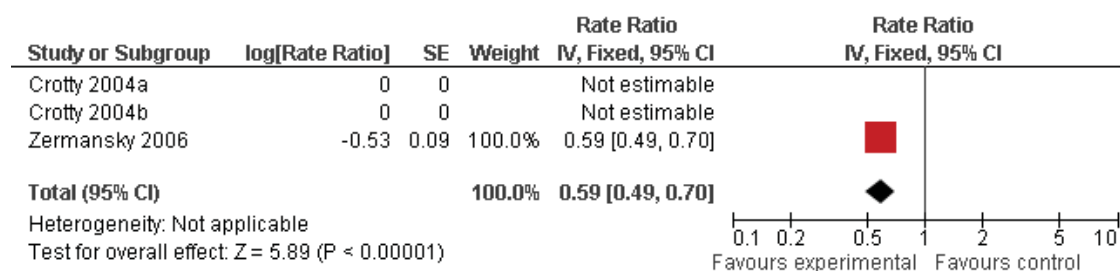 Rate Ratio Rate Ratio
Study or Subgroup log[Rate Ratio] SE Weight IV, Fixed, 95% CI IV, Fixed, 95% CI
Crotty 2004a 0 0 Not estimable
Crotty 2004b 0 0 Not estimable
Zermansky 2006 -0.53 0.09 100.0% 0.59 [0.49, 0.70]
Total (95% CI) 100.0% 0.59 [0.49, 0.70]
Heterogeneity: Not applicable
Test for overall effect: Z = 5.89 (P < 0.00001)
0.1 0.2 0.5 1 2 5 10
Favours experimental Favours control